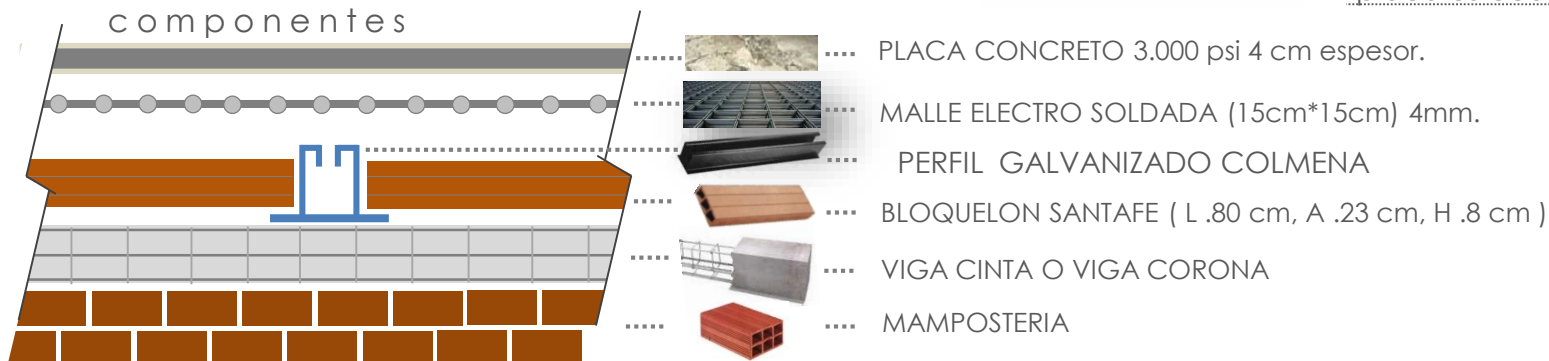 componentes
PLACA CONCRETO 3.000 psi 4 cm espesor.
MALLE ELECTRO SOLDADA (15cm*15cm) 4mm.
PERFIL GALVANIZADO COLMENA
BLOQUELON SANTAFE ( L .80 cm, A .23 cm, H .8 cm )
VIGA CINTA O VIGA CORONA
MAMPOSTERIA